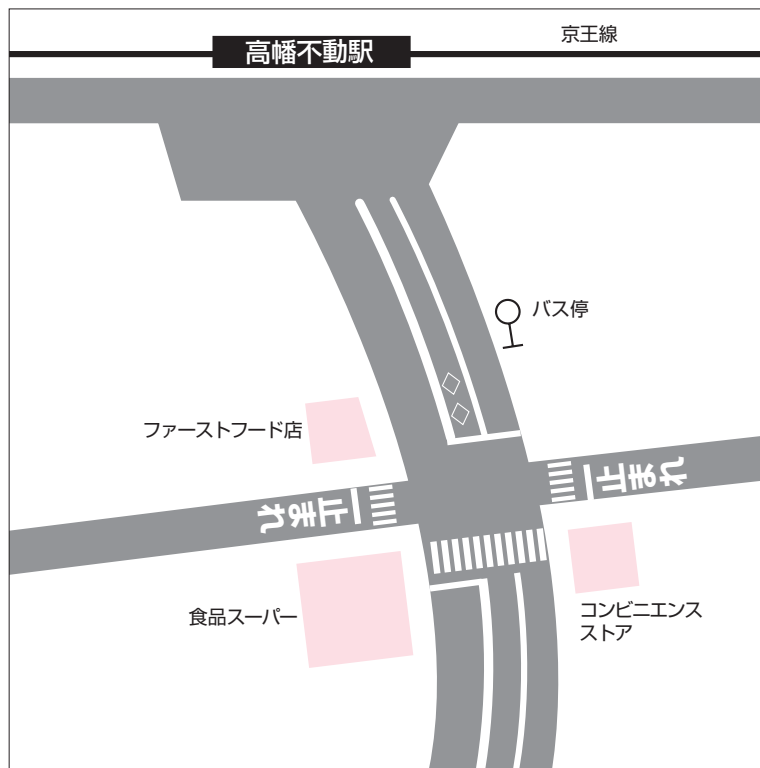 京王線
高幡不動駅
バス停
ファーストフード店
止まれ
止まれ
食品スーパー
コンビニエンス
ストア